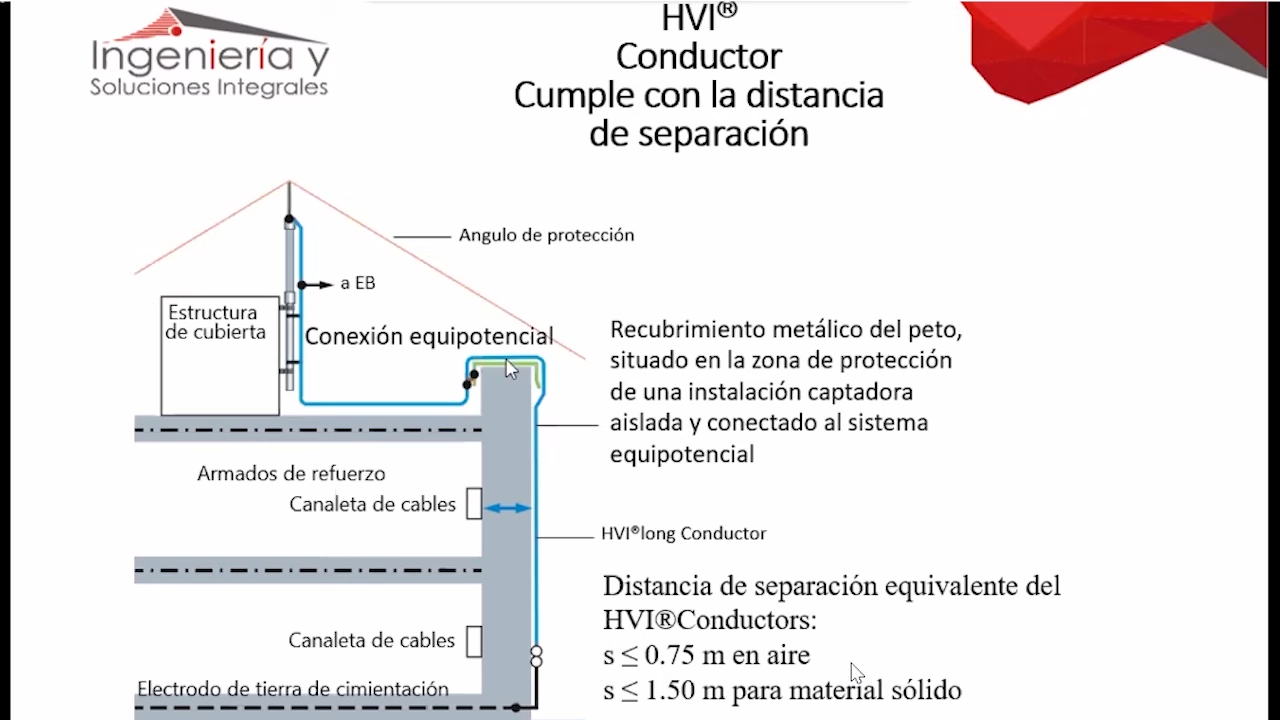 Ingeniería y
Soluciones Integrales
HVI®
Conductor
Cumple con la distancia
de separación
Angulo de protección
a EB
Estructura
de cubierta
Conexión equipotencial
Recubrimiento metálico del peto,
situado en la zona de protección
de una instalación captadora
aislada y conectado al sistema
equipotencial
Armados de refuerzo
Canaleta de cables
HVI®long Conductor
Distancia de separación equivalente del
HVI®Conductors:
s ≤ 0.75 m en aire
s ≤ 1.50 m para material sólido
Canaleta de cables
Electrodo de tierra de cimientación